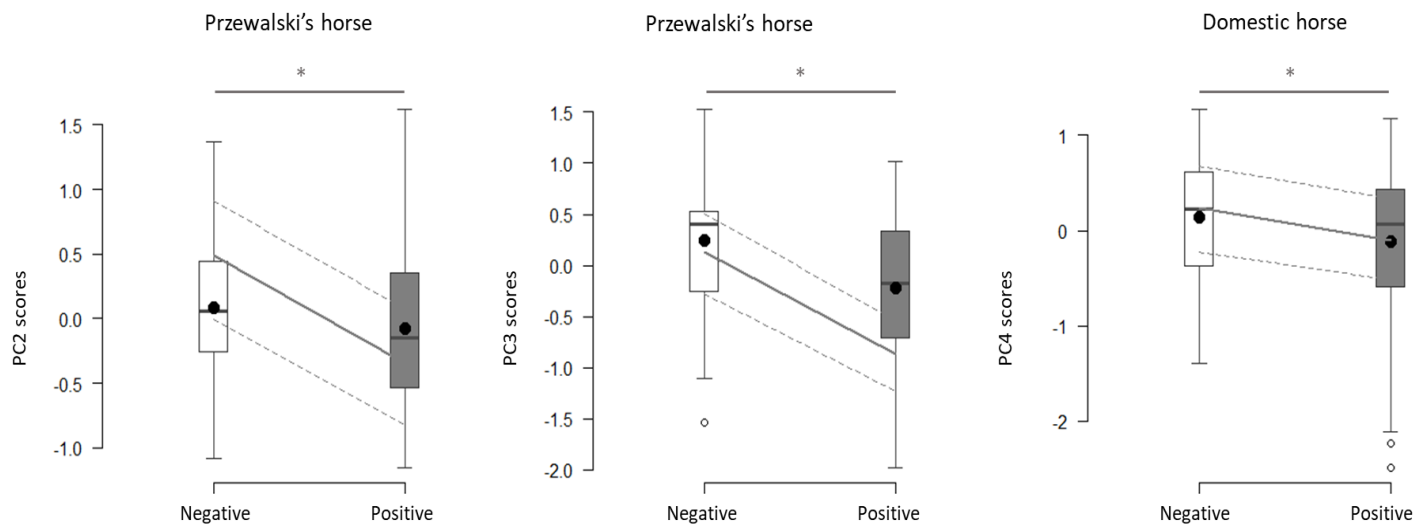 Przewalski’s horse
*
PC2 scores
1.5
1.0
0.5
0.0
-0.5
-1.0
Negative Positive
Przewalski’s horse
*
PC3 scores
1.5
1.0
0.5
0.0
-0.5
-1.0
-1.5
-2.0
Negative Positive
Domestic horse
*
PC4 scores
1
0
-1
-2
Negative Positive